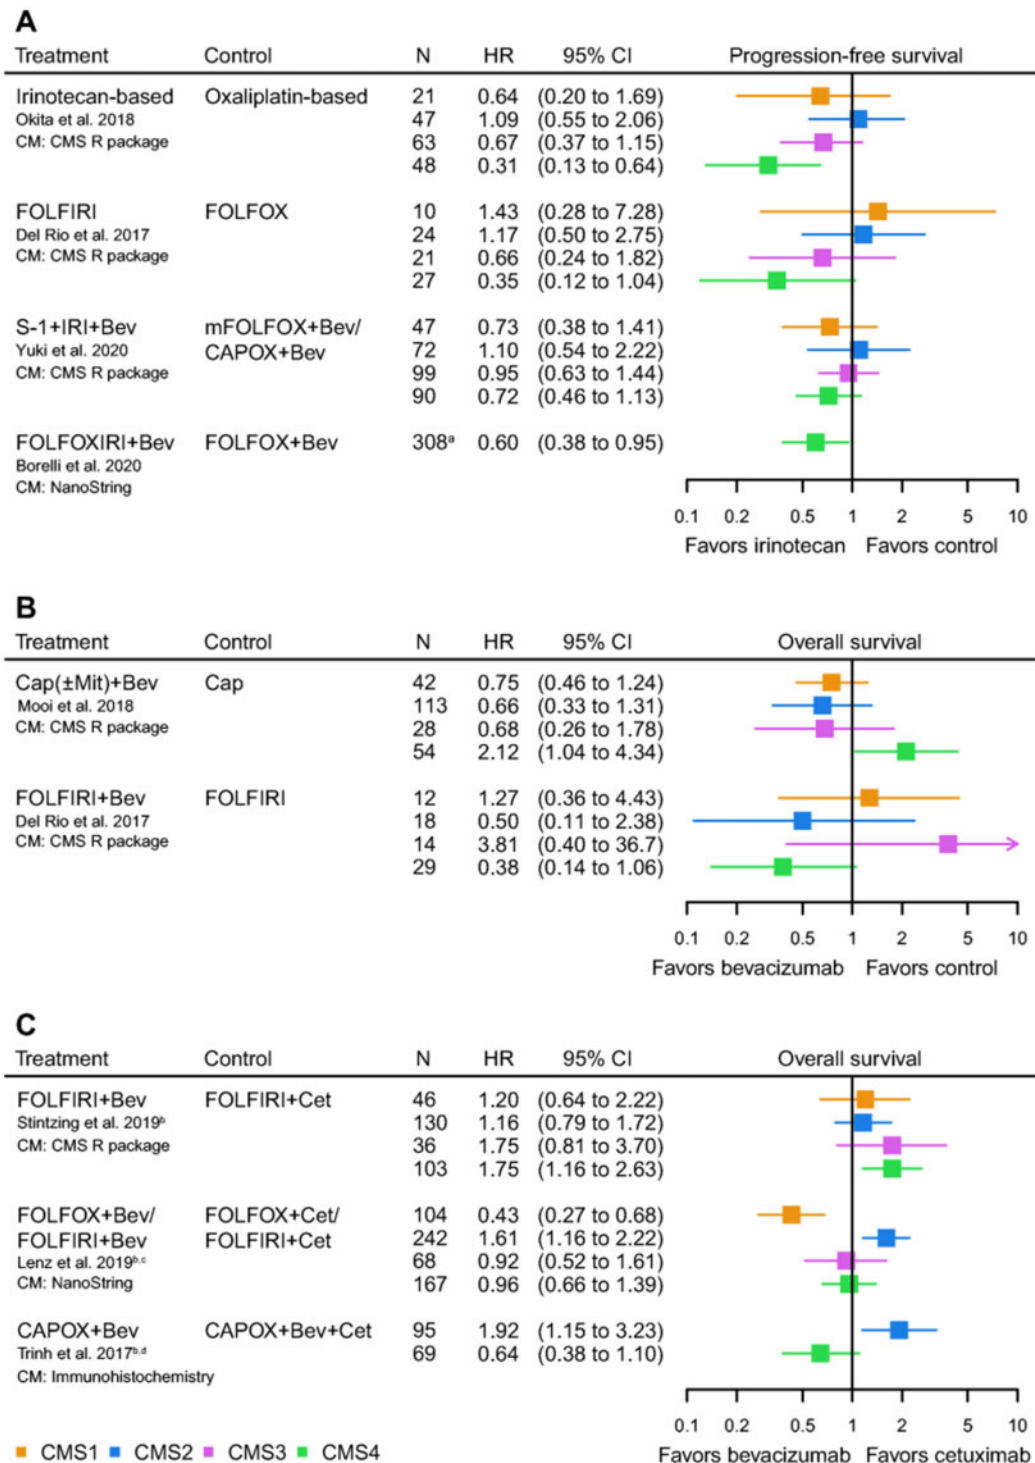 A
Treatment Control N HR 95% CI Progression-free survival
Irinotecan-based Oxaliplatin-based 21 0.64 (0.20 to 1.69)
Okita et al. 2018 47 1.09 (0.55 to 2.06)
CM: CMS R package 63 0.67 (0.37 to 1.15)
48 0.31 (0.13 to 0.64)
FOLFIRI FOLFOX 10 1.43 (0.28 to 7.28)
Del Rio et al. 2017 24 1.17 (0.50 to 2.75)
CM: CMS R package 21 0.66 (0.24 to 1.82)
27 0.35 (0.12 to 1.04)
S-1+IRI+Bev mFOLFOX+Bev/ 47 0.73 (0.38 to 1.41)
Yuki et al. 2020 CAPOX+Bev 72 1.10 (0.54 to 2.22)
CM: CMS R package 99 0.95 (0.63 to 1.44)
90 0.72 (0.46 to 1.13)
FOLFOXIRI+Bev FOLFOX+Bev 308a 0.60 (0.38 to 0.95)
Borelli et al. 2020
CM: NanoString
0.1 0.2 0.5 1 2 5 10
Favors irinotecan Favors control
B
Treatment Control N HR 95% CI Overall survival
Cap(±Mit)+Bev Cap 42 0.75 (0.46 to 1.24)
Mooi et al. 2018 113 0.66 (0.33 to 1.31)
CM: CMS R package 28 0.68 (0.26 to 1.78)
54 2.12 (1.04 to 4.34)
FOLFIRI+Bev FOLFIRI 12 1.27 (0.36 to 4.43)
Del Rio et al. 2017 18 0.50 (0.11 to 2.38)
CM: CMS R package 14 3.81 (0.40 to 36.7)
29 0.38 (0.14 to 1.06)
0.1 0.2 0.5 1 2 5 10
Favors bevacizumab Favors control
C
Treatment Control N HR 95% CI Overall survival
FOLFIRI+Bev FOLFIRI+Cet 46 1.20 (0.64 to 2.22)
Stintzing et al. 2019b 130 1.16 (0.79 to 1.72)
CM: CMS R package 36 1.75 (0.81 to 3.70)
103 1.75 (1.16 to 2.63)
FOLFOX+Bev/ FOLFOX+Cet/ 104 0.43 (0.27 to 0.68)
FOLFIRI+Bev FOLFIRI+Cet 242 1.61 (1.16 to 2.22)
Lenz et al. 2019b,c 68 0.92 (0.52 to 1.61)
CM: NanoString 167 0.96 (0.66 to 1.39)
CAPOX+Bev CAPOX+Bev+Cet 95 1.92 (1.15 to 3.23)
Trinh et al. 2017b,d 69 0.64 (0.38 to 1.10)
CM: Immunohistochemistry
0.1 0.2 0.5 1 2 5 10
Favors bevacizumab Favors cetuximab
CMS1 CMS2 CMS3 CMS4